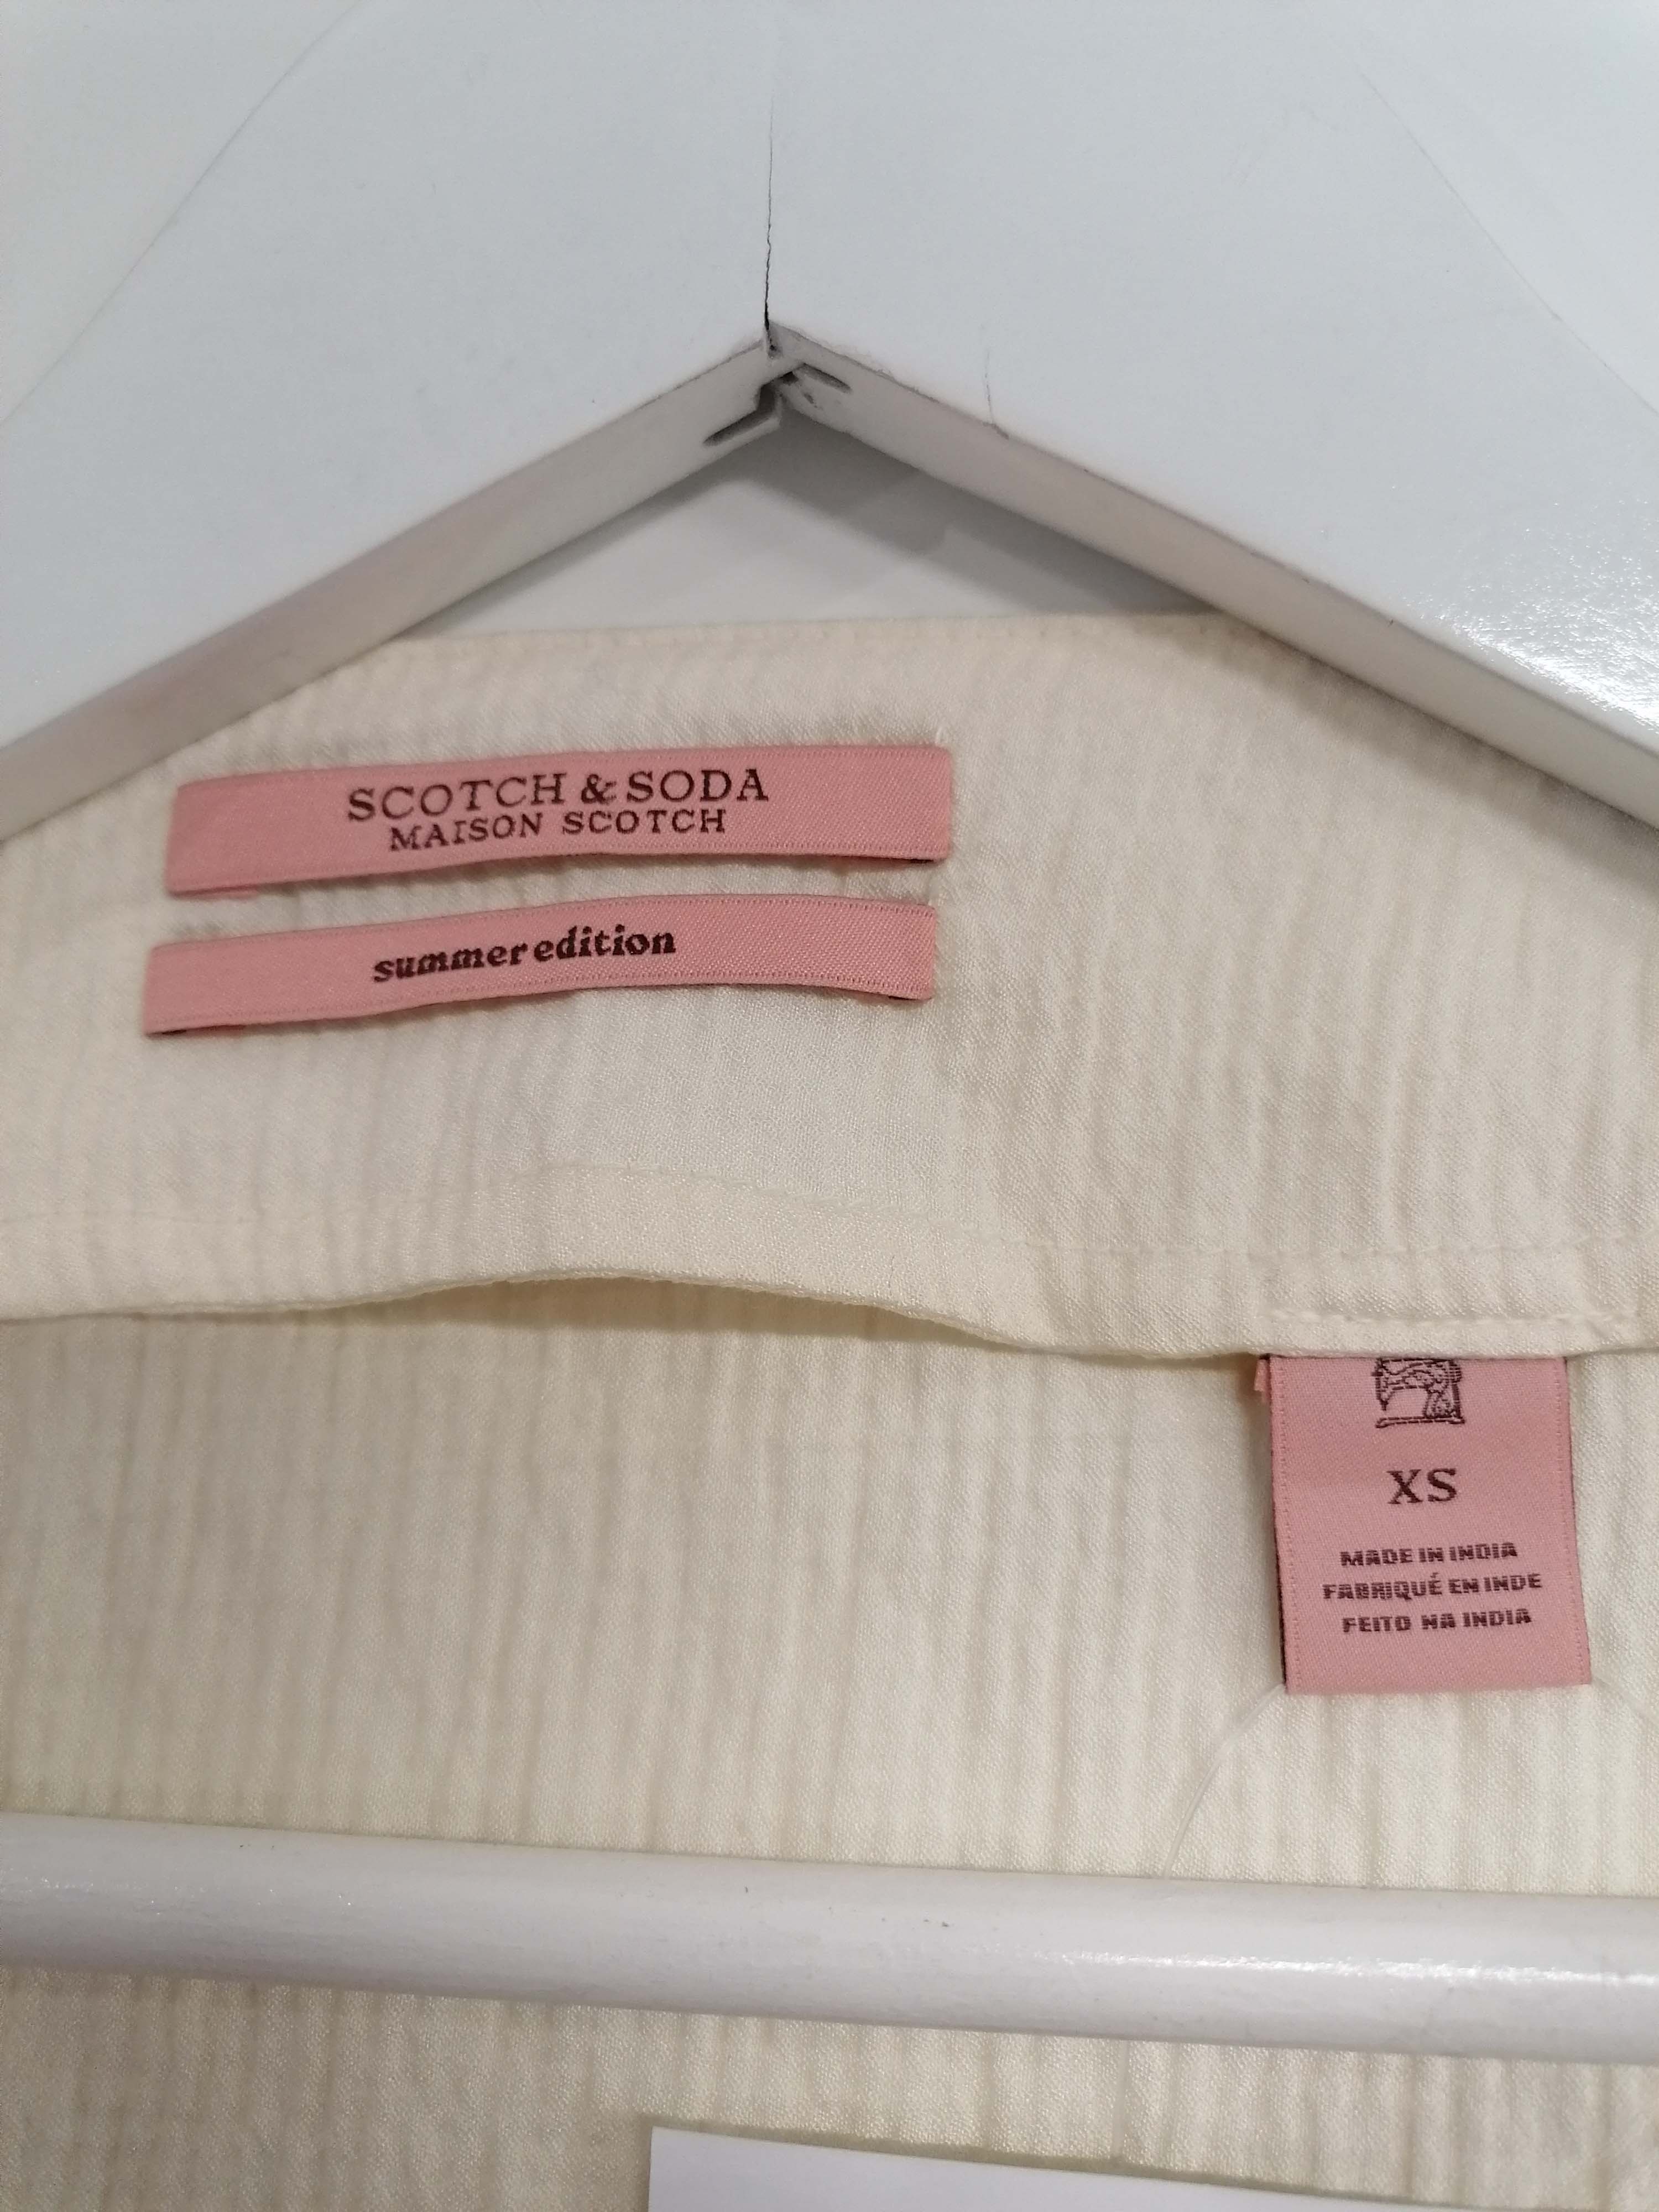 SCOTCH & SODA
MAISON SCOTCH
summer edition
XS
MADE IN INDIA
FABRIQUÉ EN INDE
FEITO NA INDIA